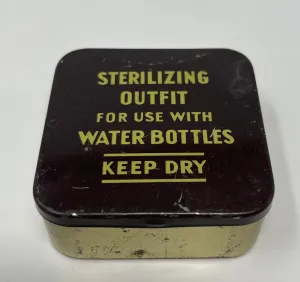 STERILIZING
OUTFIT
FOR USE WITH
WATER BOTTLES
KEEP DRY